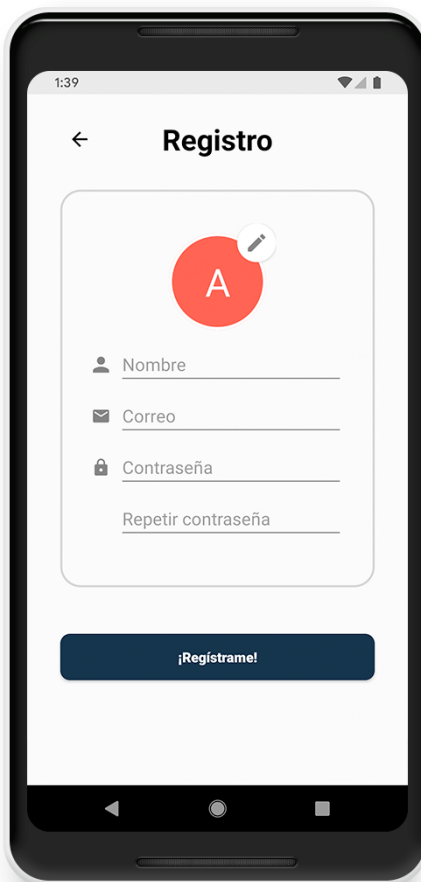 1:39
Registro
A
Nombre
Correo
Contraseña
Repetir contraseña
¡Regístrame!